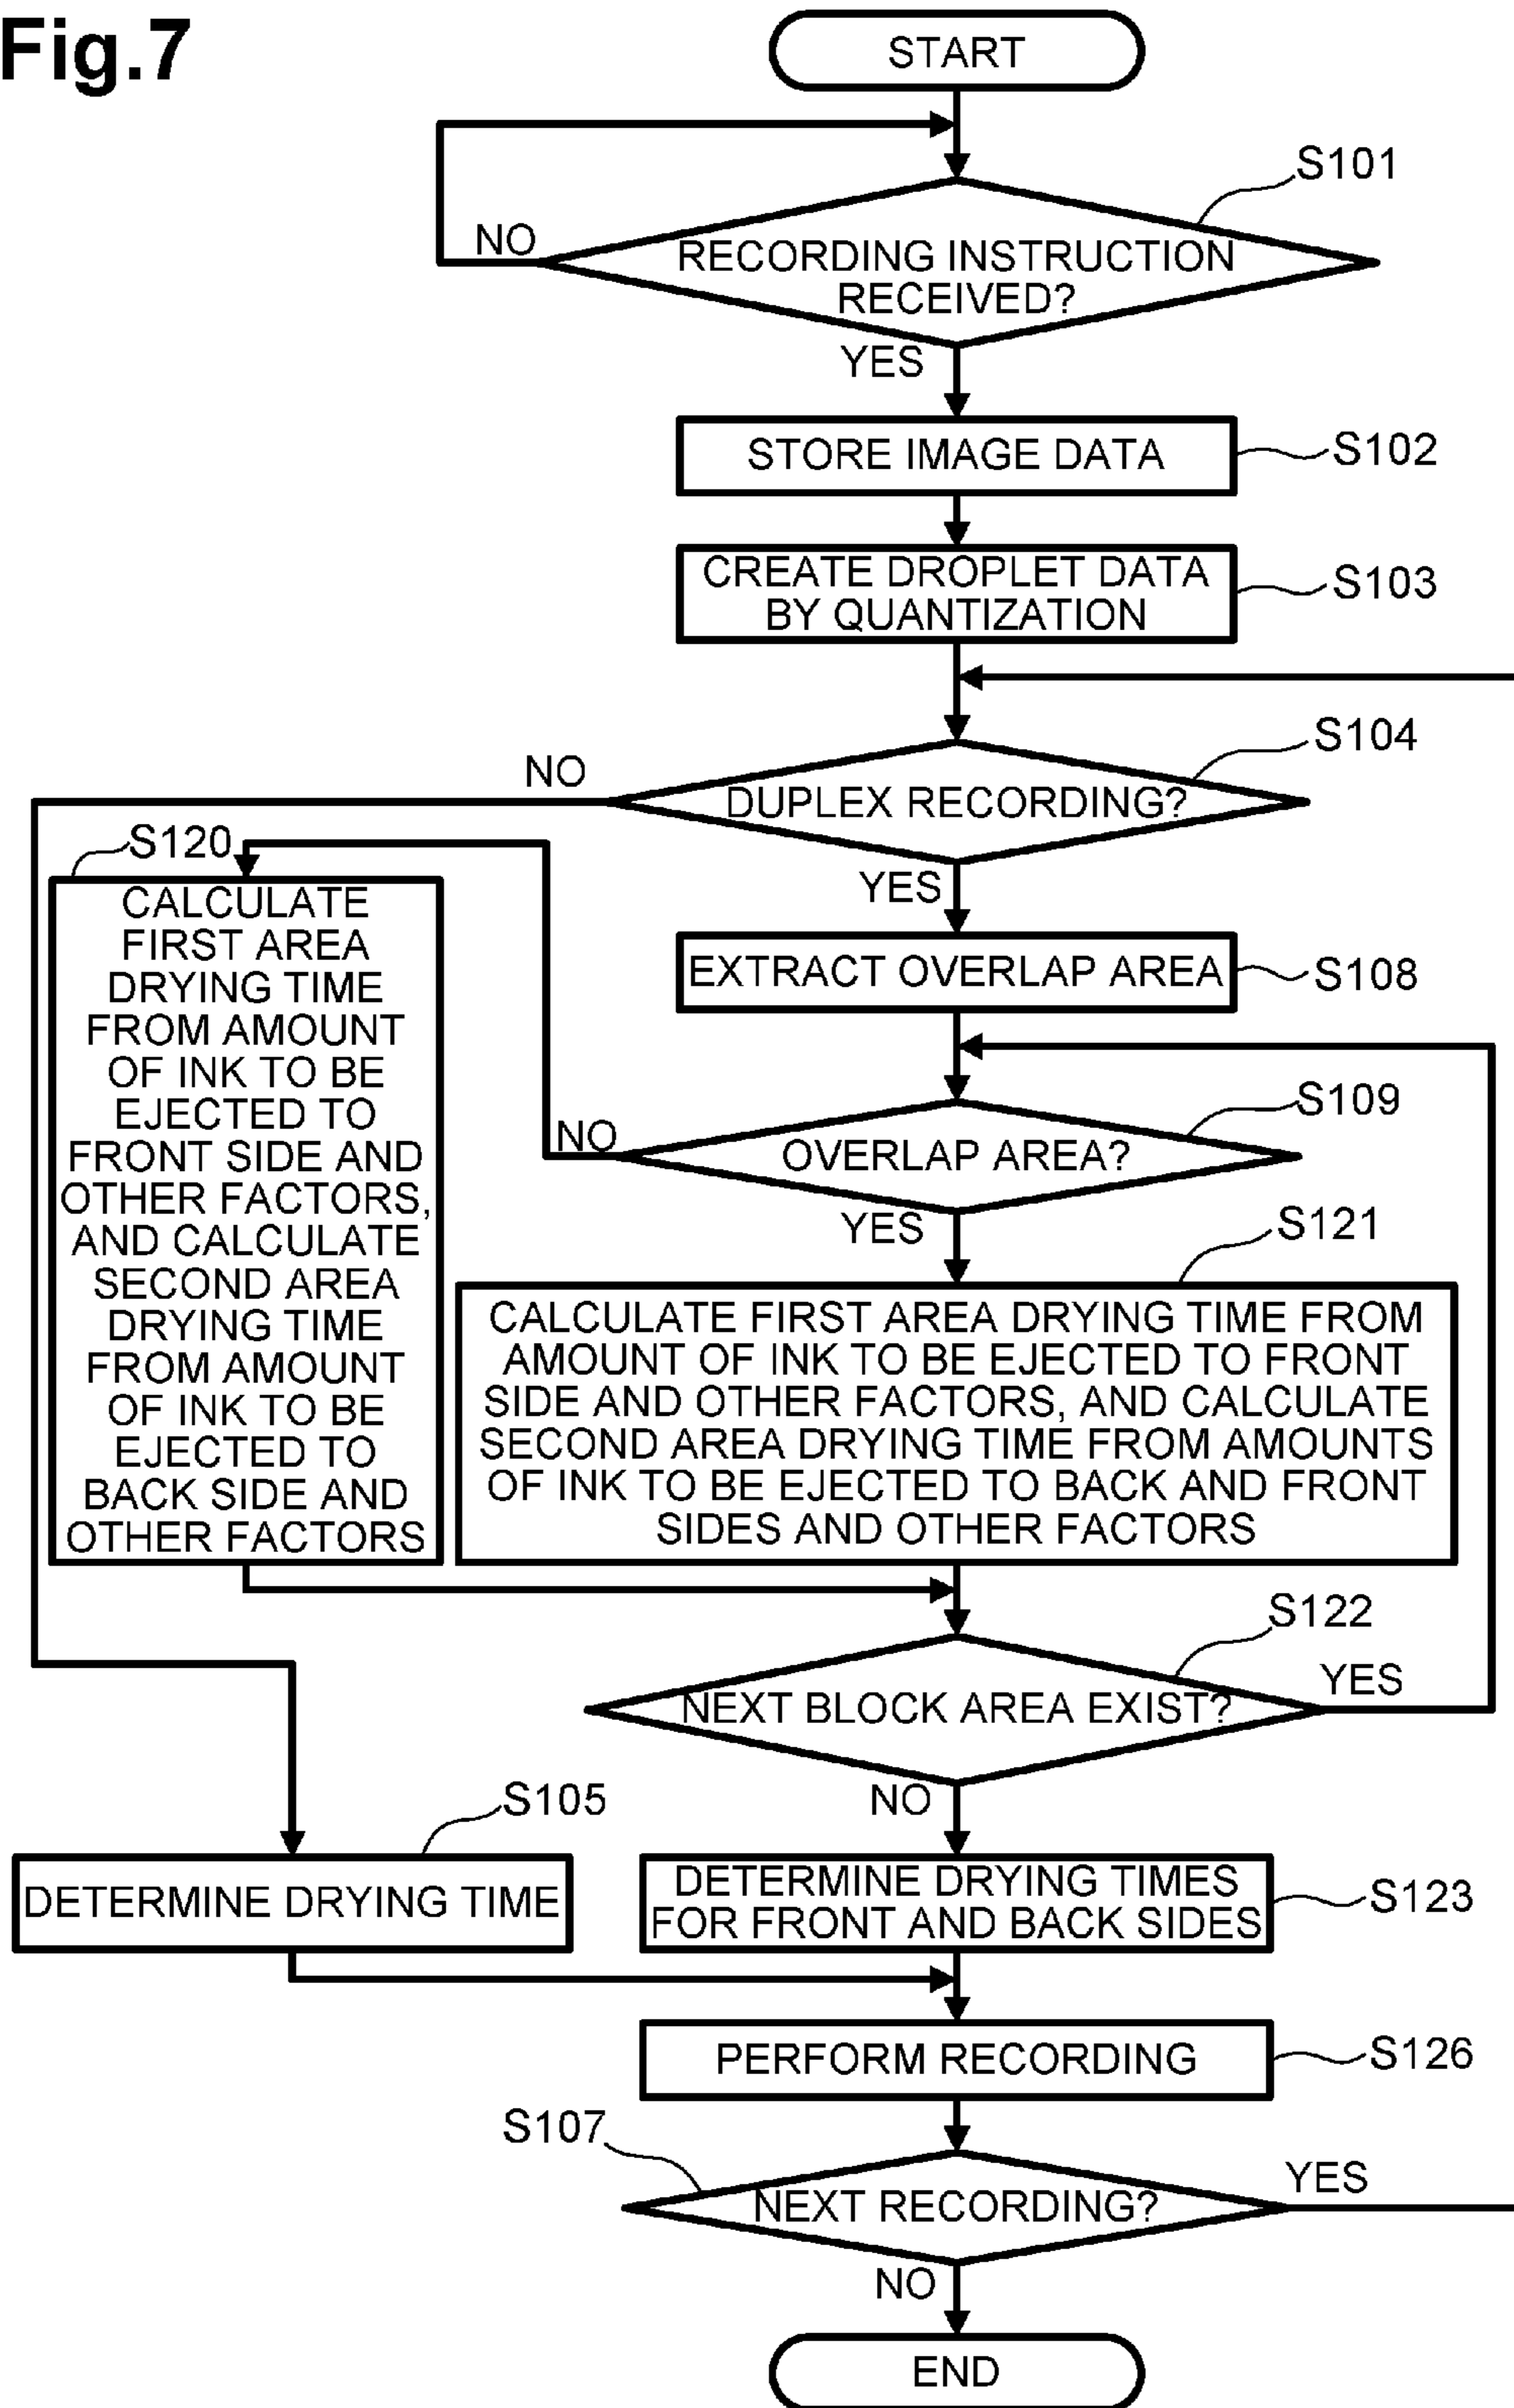 Fig.7
START
S101
NO
RECORDING INSTRUCTION
RECEIVED?
YES
STORE IMAGE DATA
S102
CREATE DROPLET DATA
BY QUANTIZATION
S103
S104
NO
DUPLEX RECORDING?
YES
S120
CALCULATE
FIRST AREA
DRYING TIME
FROM AMOUNT
OF INK TO BE
EJECTED TO
FRONT SIDE AND
OTHER FACTORS,
AND CALCULATE
SECOND AREA
DRYING TIME
FROM AMOUNT
OF INK TO BE
EJECTED TO
BACK SIDE AND
OTHER FACTORS
EXTRACT OVERLAP AREA
S108
S109
NO
OVERLAP AREA?
YES
S121
CALCULATE FIRST AREA DRYING TIME FROM
AMOUNT OF INK TO BE EJECTED TO FRONT
SIDE AND OTHER FACTORS, AND CALCULATE
SECOND AREA DRYING TIME FROM AMOUNTS
OF INK TO BE EJECTED TO BACK AND FRONT
SIDES AND OTHER FACTORS
S122
NEXT BLOCK AREA EXIST?
YES
NO
S105
DETERMINE DRYING TIME
DETERMINE DRYING TIMES
FOR FRONT AND BACK SIDES
S123
PERFORM RECORDING
S126
S107
NEXT RECORDING?
YES
NO
END